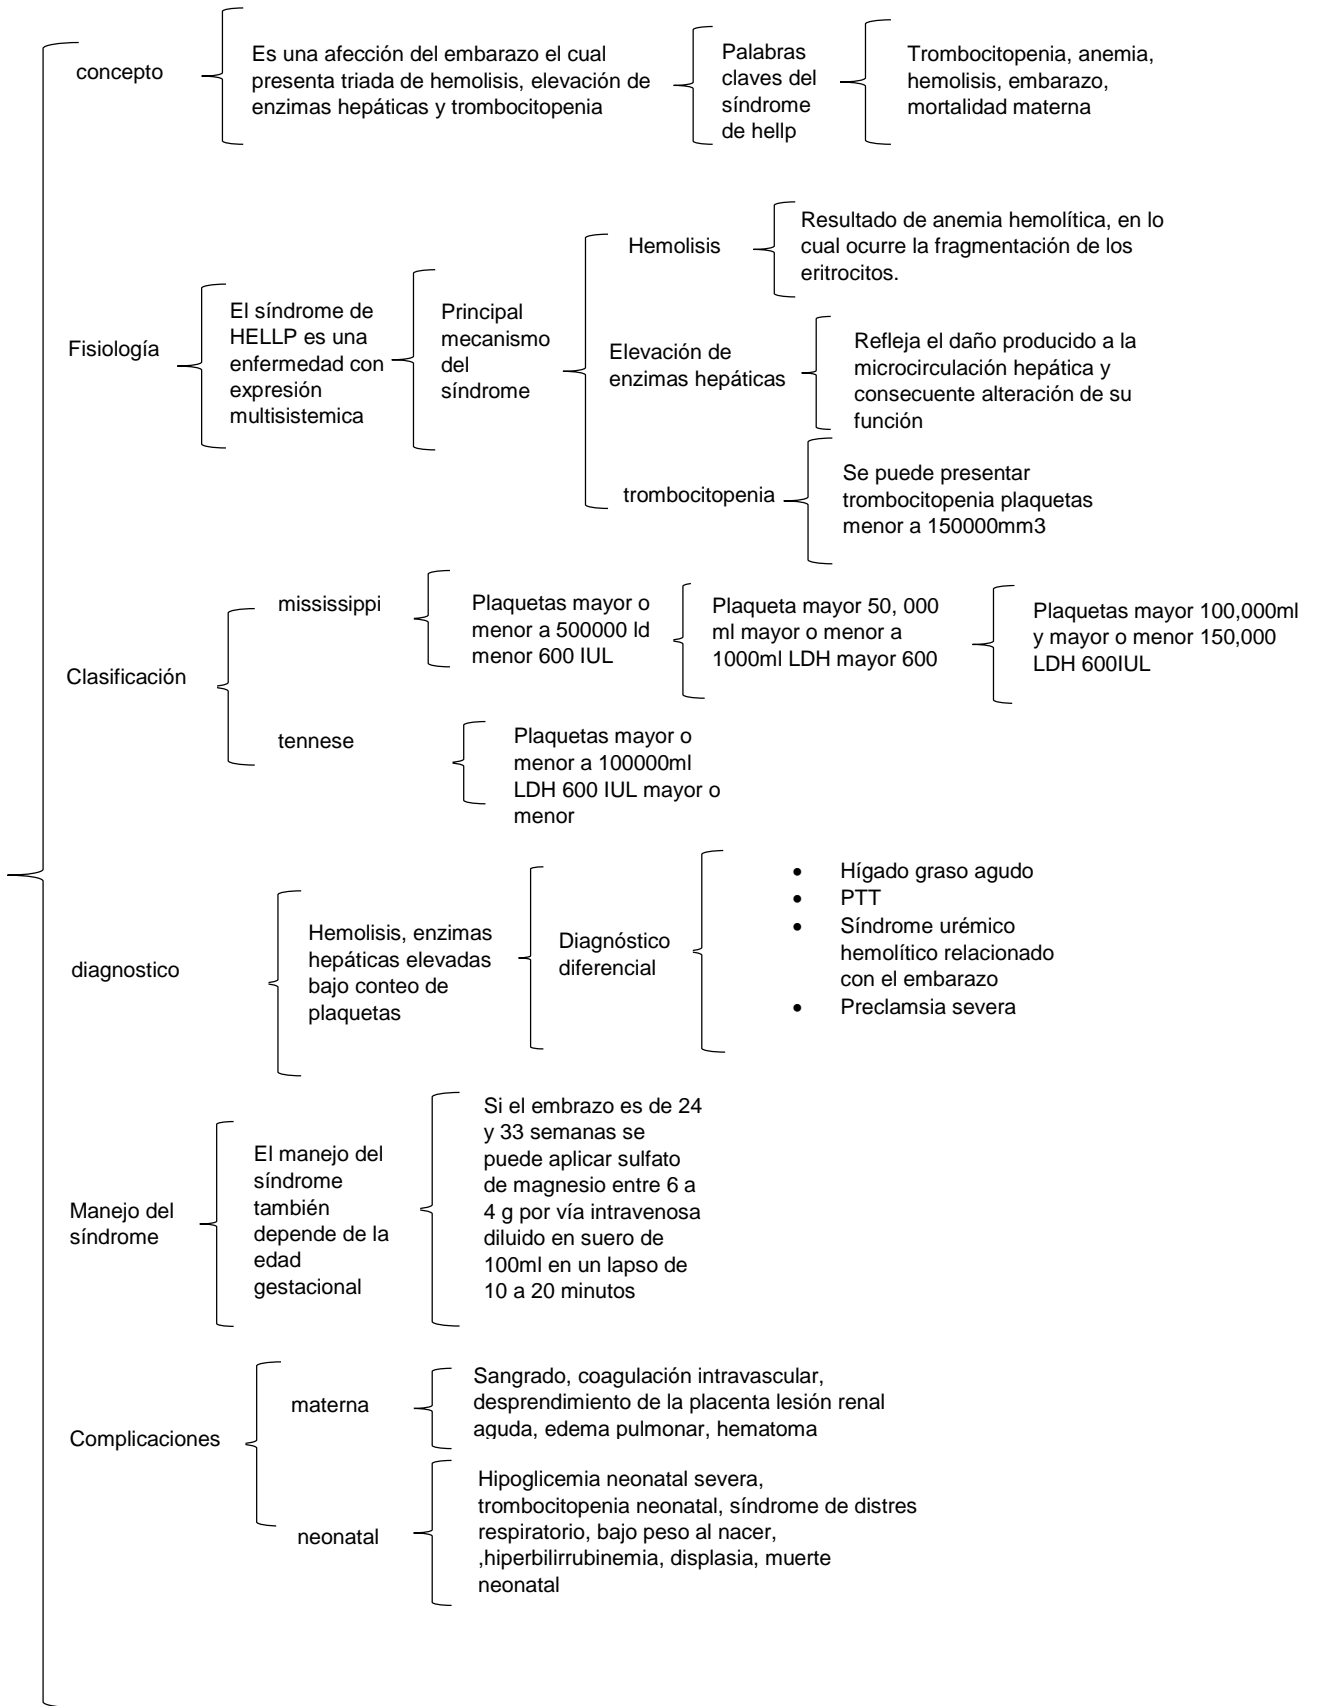 concepto
Es una afección del embarazo el cual
presenta triada de hemolisis, elevación de
enzimas hepáticas y trombocitopenia
Palabras
claves del
síndrome
de hellp
Trombocitopenia, anemia,
hemolisis, embarazo,
mortalidad materna
Fisiología
El síndrome de
HELLP es una
enfermedad con
expresión
multisistemica
Principal
mecanismo
del
síndrome
Hemolisis
Resultado de anemia hemolítica, en lo
cual ocurre la fragmentación de los
eritrocitos.
Elevación de
enzimas hepáticas
Refleja el daño producido a la
microcirculación hepática y
consecuente alteración de su
función
trombocitopenia
Se puede presentar
trombocitopenia plaquetas
menor a 150000mm3
Clasificación
mississippi
Plaquetas mayor o
menor a 500000 ld
menor 600 IUL
Plaqueta mayor 50, 000
ml mayor o menor a
1000ml LDH mayor 600
Plaquetas mayor 100,000ml
y mayor o menor 150,000
LDH 600IUL
tennese
Plaquetas mayor o
menor a 100000ml
LDH 600 IUL mayor o
menor
diagnostico
Hemolisis, enzimas
hepáticas elevadas
bajo conteo de
plaquetas
Diagnóstico
diferencial
• Hígado graso agudo
• PTT
• Síndrome urémico
hemolítico relacionado
con el embarazo
• Preclamsia severa
Manejo del
síndrome
El manejo del
síndrome
también
depende de la
edad
gestacional
Si el embrazo es de 24
y 33 semanas se
puede aplicar sulfato
de magnesio entre 6 a
4 g por vía intravenosa
diluido en suero de
100ml en un lapso de
10 a 20 minutos
Complicaciones
materna
Sangrado, coagulación intravascular,
desprendimiento de la placenta lesión renal
aguda, edema pulmonar, hematoma
neonatal
Hipoglicemia neonatal severa,
trombocitopenia neonatal, síndrome de distres
respiratorio, bajo peso al nacer,
,hiperbilirrubinemia, displasia, muerte
neonatal